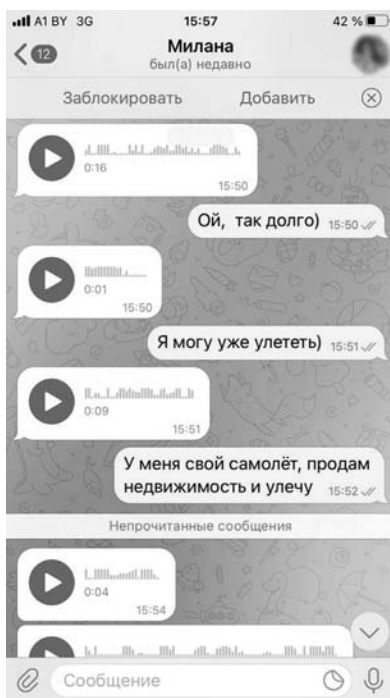 A1 BY 3G 15:57 42 %
12 Милана
был(а) недавно
Заблокировать Добавить
0:16
15:50
Ой, так долго) 15:50
0:01
15:50
Я могу уже улететь) 15:51
0:09
15:51
У меня свой самолёт, продам
недвижимость и улечу 15:52
Непрочитанные сообщения
0:04
15:54
Сообщение